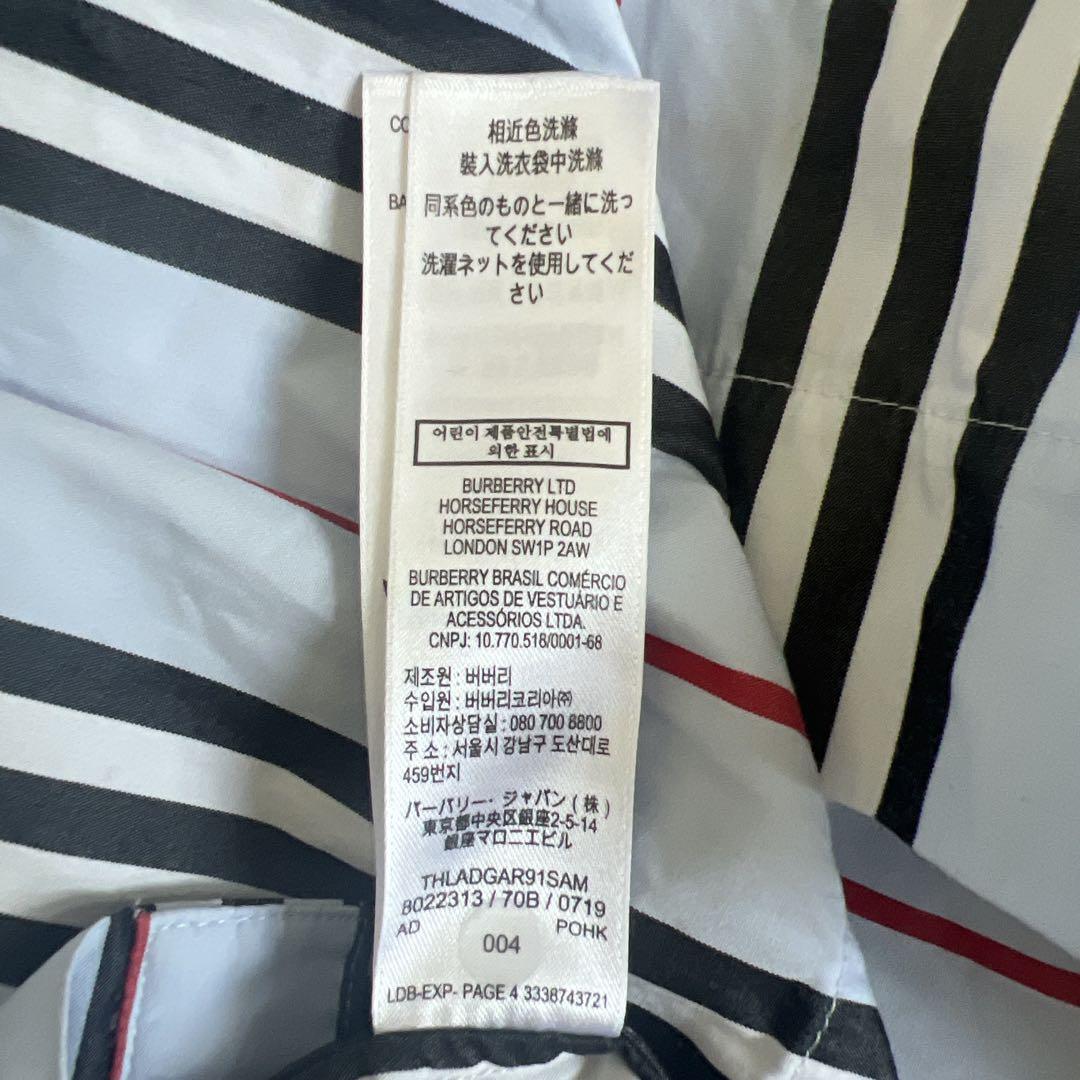 CO
BA
相近色洗滌
裝入洗衣袋中洗滌
同系色のものと一緒に洗っ
てください
洗濯ネットを使用してくだ
さい
어린이 제품안전특별법에
의한 표시
BURBERRY LTD
HORSEFERRY HOUSE
HORSEFERRY ROAD
LONDON SW1P 2AW
BURBERRY BRASIL COMÉRCIO
DE ARTIGOS DE VESTUÁRIO E
ACESSÓRIOS LTDA.
CNPJ: 10.770.518/0001-68
제조원 : 버버리
수입원 : 버버리코리아㈜
소비자상담실 : 080 700 8800
주 소 : 서울시 강남구 도산대로
459번지
バーバリー・ジャパン(株)
東京都中央区銀座2-5-14
銀座マロニエビル
THLADGAR91SAM
8022313 / 70B / 0719
AD POHK
004
LDB-EXP- PAGE 4 3338743721